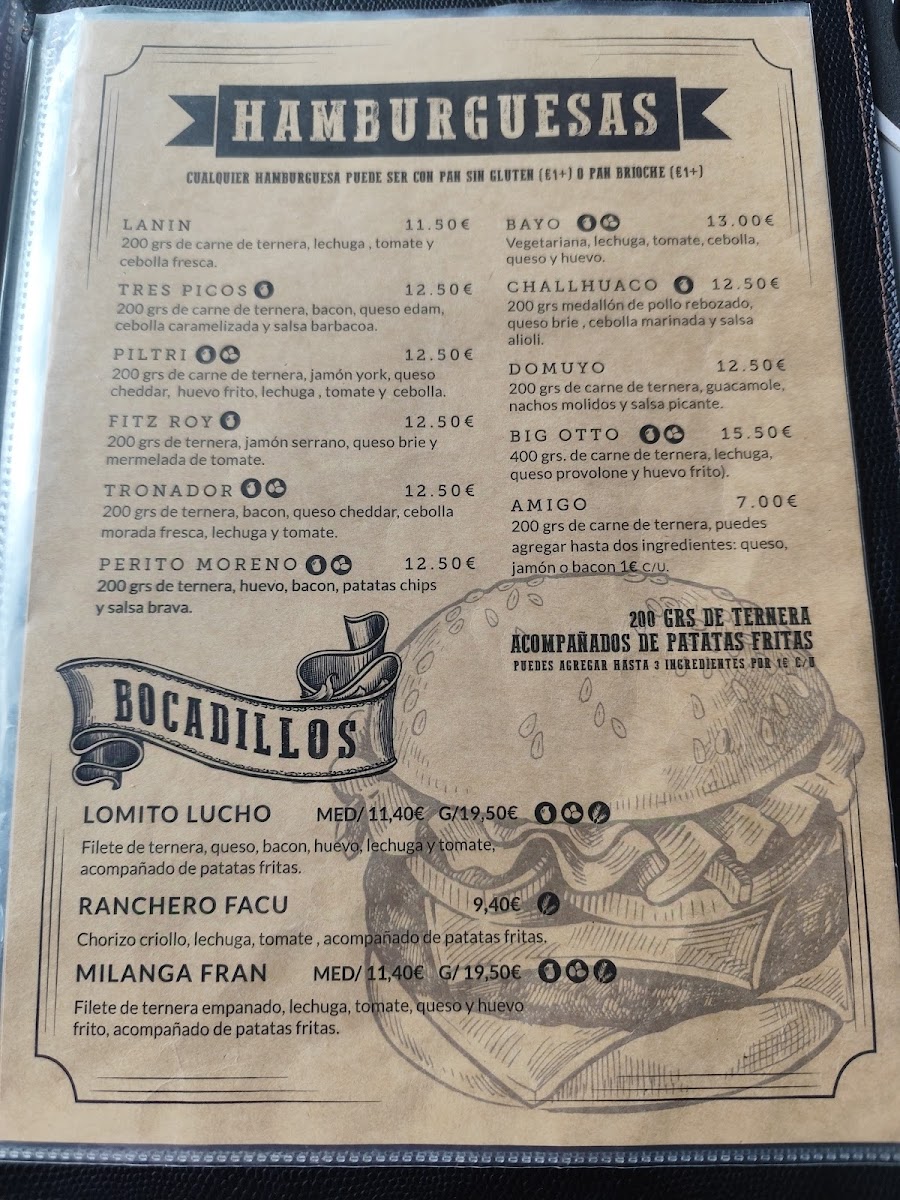 HAMBURGUESAS
CUALQUIER HAMBURGUESA PUEDE SER CON PAN SIN GLUTEN (€1+) O PAN BRIOCHE (€1+)
LANIN 11.50€
200 grs de carne de ternera, lechuga , tomate y
cebolla fresca.
TRES PICOS 12.50€
200 grs de carne de ternera, bacon, queso edam,
cebolla caramelizada y salsa barbacoa.
PILTRI 12.50€
200 grs de carne de ternera, jamón york, queso
cheddar, huevo frito, lechuga , tomate y cebolla.
FITZ ROY 12.50€
200 grs de ternera, jamón serrano, queso brie y
mermelada de tomate.
TRONADOR 12.50€
200 grs de ternera, bacon, queso cheddar, cebolla
morada fresca, lechuga y tomate.
PERITO MORENO 12.50€
200 grs de ternera, huevo, bacon, patatas chips
y salsa brava.
BAYO 13.00€
Vegetariana, lechuga, tomate, cebolla,
queso y huevo.
CHALLHUACO 12.50€
200 grs medallón de pollo rebozado,
queso brie , cebolla marinada y salsa
alioli.
DOMUYO 12.50€
200 grs de carne de ternera, guacamole,
nachos molidos y salsa picante.
BIG OTTO 15.50€
400 grs. de carne de ternera, lechuga,
queso provolone y huevo frito).
AMIGO 7.00€
200 grs de carne de ternera, puedes
agregar hasta dos ingredientes: queso,
jamón o bacon 1€ C/U.
200 GRS DE TERNERA
ACOMPAÑADOS DE PATATAS FRITAS
PUEDES AGREGAR HASTA 3 INGREDIENTES POR 1€ C/U
BOCADILLOS
LOMITO LUCHO MED/ 11,40€ G/19,50€
Filete de ternera, queso, bacon, huevo, lechuga y tomate,
acompañado de patatas fritas.
RANCHERO FACU 9,40€
Chorizo criollo, lechuga, tomate , acompañado de patatas fritas.
MILANGA FRAN MED/ 11,40€ G/ 19,50€
Filete de ternera empanado, lechuga, tomate, queso y huevo
frito, acompañado de patatas fritas.